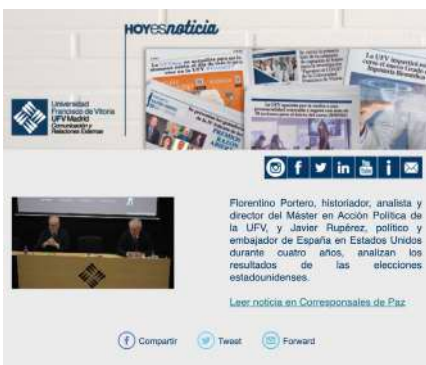 HOYESnoticia
Universidad
Francisco de Vitoria
UFV Madrid
Comunicación y
Relaciones Externas
PREMIOS
RAZÓN
Florentino Portero, historiador, analista y
director del Máster en Acción Política de
la UFV, y Javier Rupérez, político y
embajador de España en Estados Unidos
durante cuatro años, analizan los
resultados de las elecciones
estadounidenses.
Leer noticia en Corresponsales de Paz
Compartir
Tweet
Forward